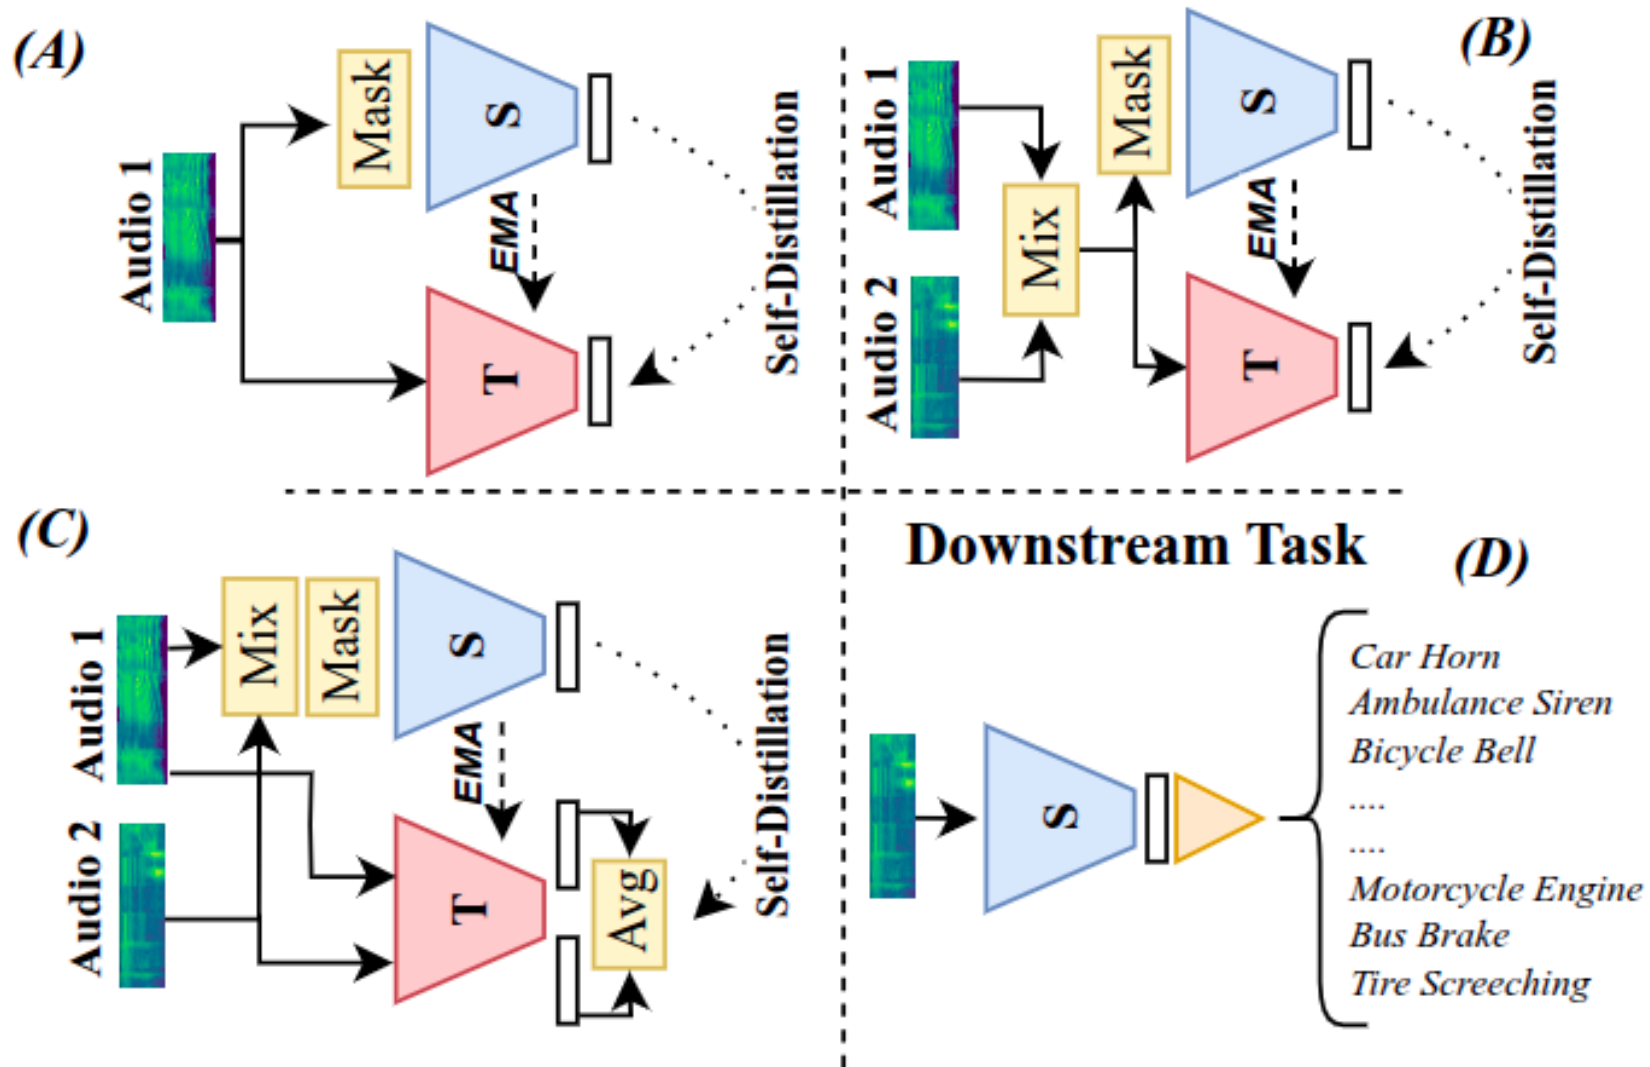 (A)
Audio 1
Mask
S
EMA
T
Self-Distillation
(B)
Audio 1
Audio 2
Mix
Mask
S
EMA
T
Self-Distillation
(C)
Audio 1
Audio 2
Mix
Mask
S
EMA
T
Avg
Self-Distillation
Downstream Task
(D)
S
Car Horn
Ambulance Siren
Bicycle Bell
....
....
Motorcycle Engine
Bus Brake
Tire Screeching